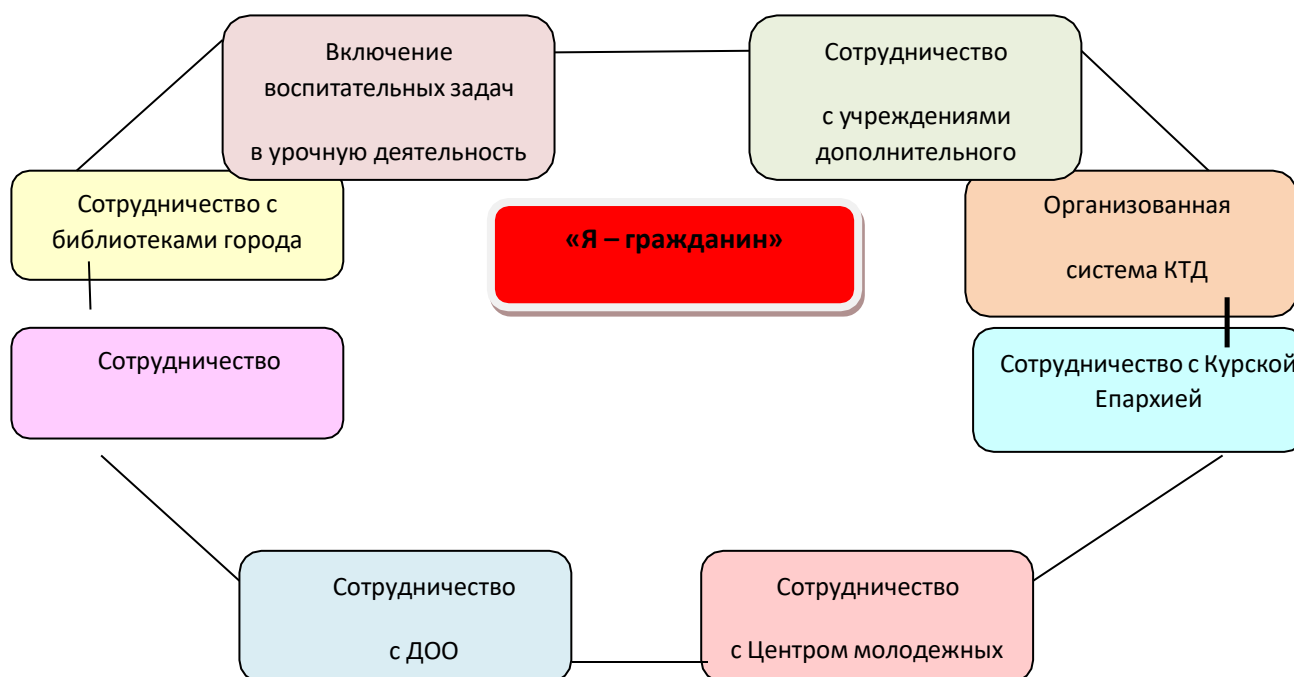 Включение
воспитательных задач
в урочную деятельность
Сотрудничество
с учреждениями
дополнительного
Сотрудничество с
библиотеками города
«Я – гражданин»
Организованная
система КТД
Сотрудничество
Сотрудничество с Курской
Епархией
Сотрудничество
с ДОО
Сотрудничество
с Центром молодежных